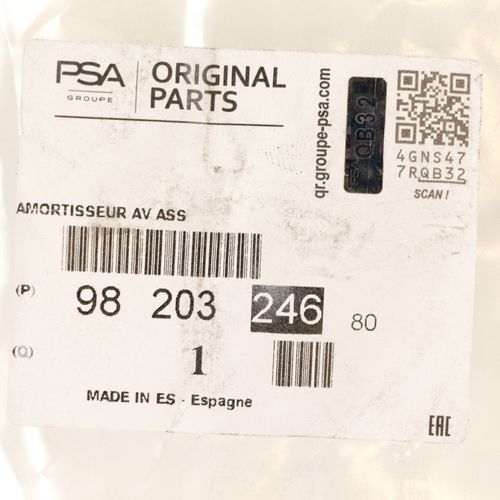 PSA
GROUPE
ORIGINAL
PARTS
qr.groupe-psa.com
PSA QB32
4GNS47
7RQB32
SCAN!
AMORTISSEUR AV ASS
(P) 98 203 246 80
(Q) 1
MADE IN ES - Espagne
EAC